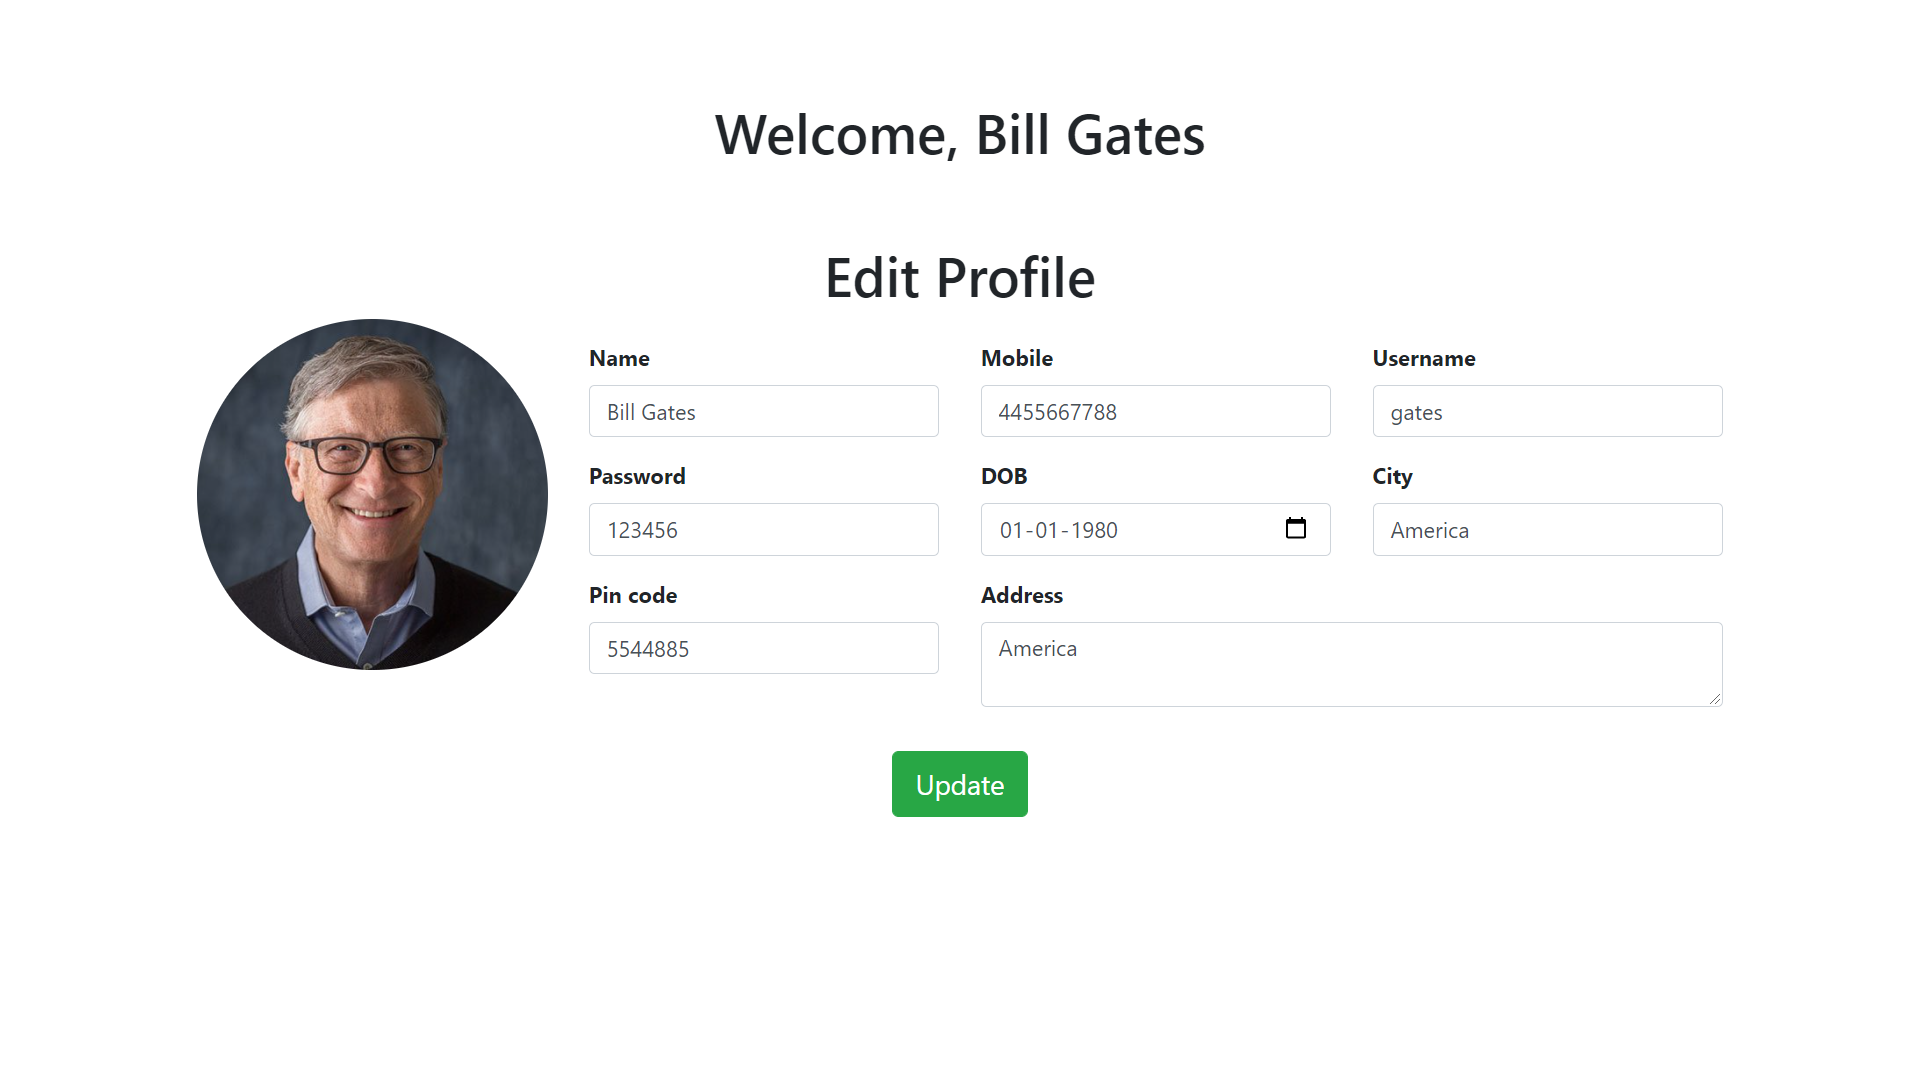 Welcome, Bill Gates
Edit Profile
Name Mobile Username
Bill Gates 4455667788 gates
Password DOB City
123456 01-01-1980 America
Pin code Address
5544885 America
Update